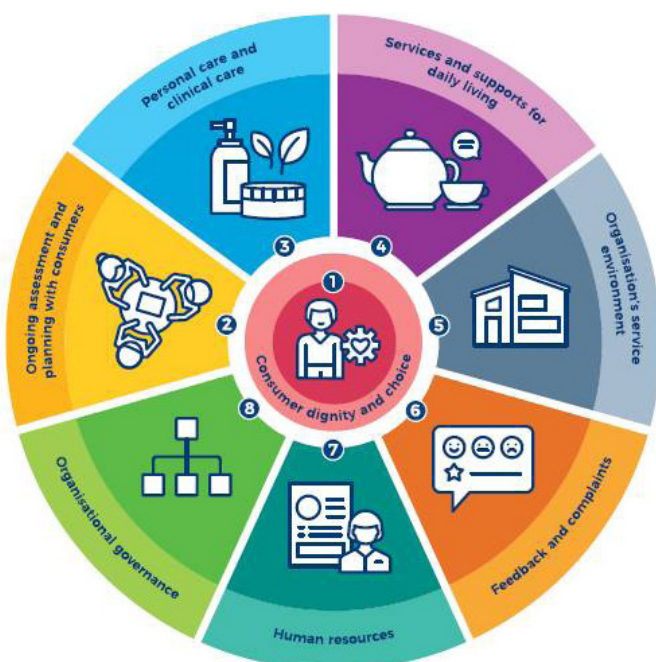 1
Consumer dignity and choice
2
Ongoing assessment and
planning with consumers
3
Personal care and
clinical care
4
Services and supports for
daily living
5
Organisation's service
environment
6
Feedback and complaints
7
Human resources
8
Organisational governance